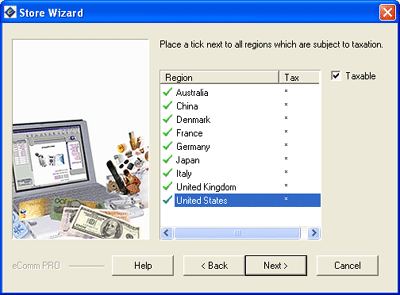 Store Wizard
Place a tick next to all regions which are subject to taxation.
Region Tax
Taxable
Australia *
China *
Denmark *
France *
Germany *
Japan *
Italy *
United Kingdom *
United States *
eComm PRO
Help
< Back
Next >
Cancel